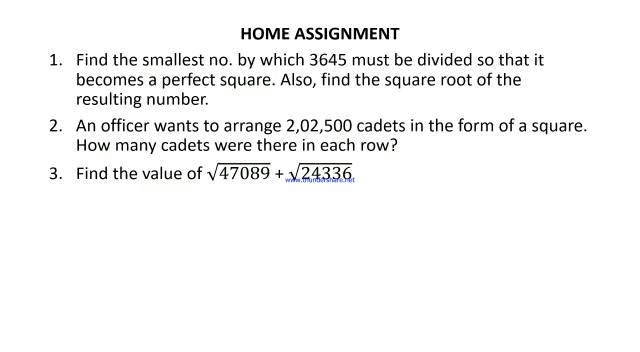 HOME ASSIGNMENT
1. Find the smallest no. by which 3645 must be divided so that it
becomes a perfect square. Also, find the square root of the
resulting number.
2. An officer wants to arrange 2,02,500 cadets in the form of a square.
How many cadets were there in each row?
3. Find the value of √47089 + √24336
www.thundershare.net